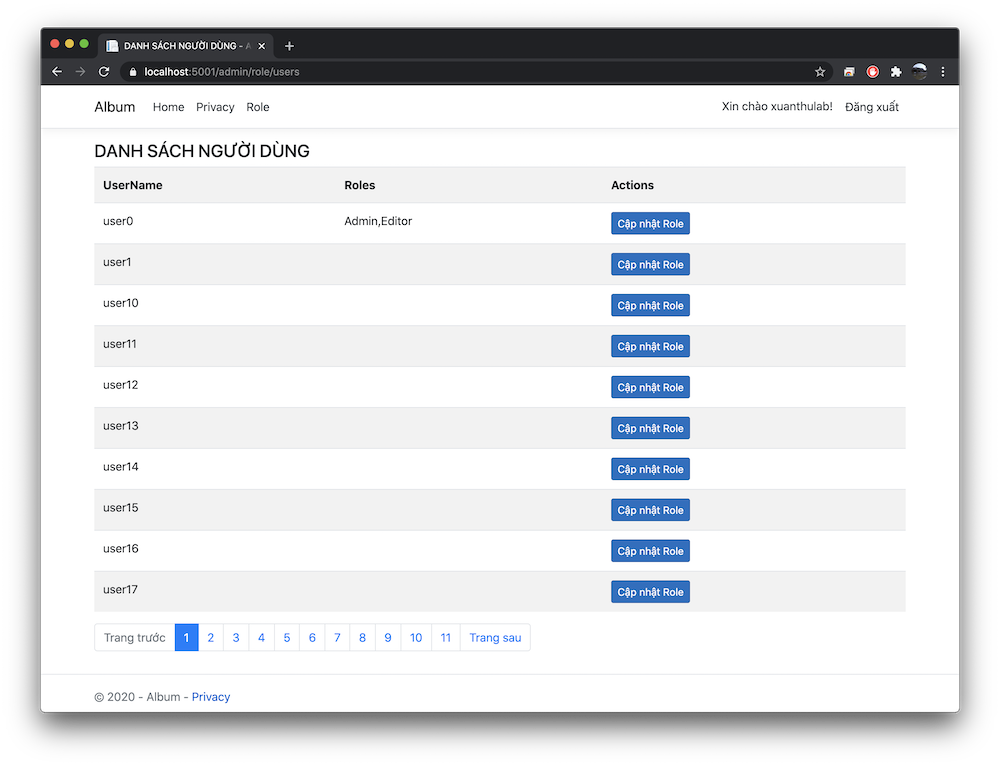 DANH SÁCH NGƯỜI DÙNG - A
localhost:5001/admin/role/users
Album Home Privacy Role Xin chào xuanthulab! Đăng xuất
DANH SÁCH NGƯỜI DÙNG
UserName Roles Actions
user0 Admin,Editor Cập nhật Role
user1 Cập nhật Role
user10 Cập nhật Role
user11 Cập nhật Role
user12 Cập nhật Role
user13 Cập nhật Role
user14 Cập nhật Role
user15 Cập nhật Role
user16 Cập nhật Role
user17 Cập nhật Role
Trang trước 1 2 3 4 5 6 7 8 9 10 11 Trang sau
© 2020 - Album - Privacy